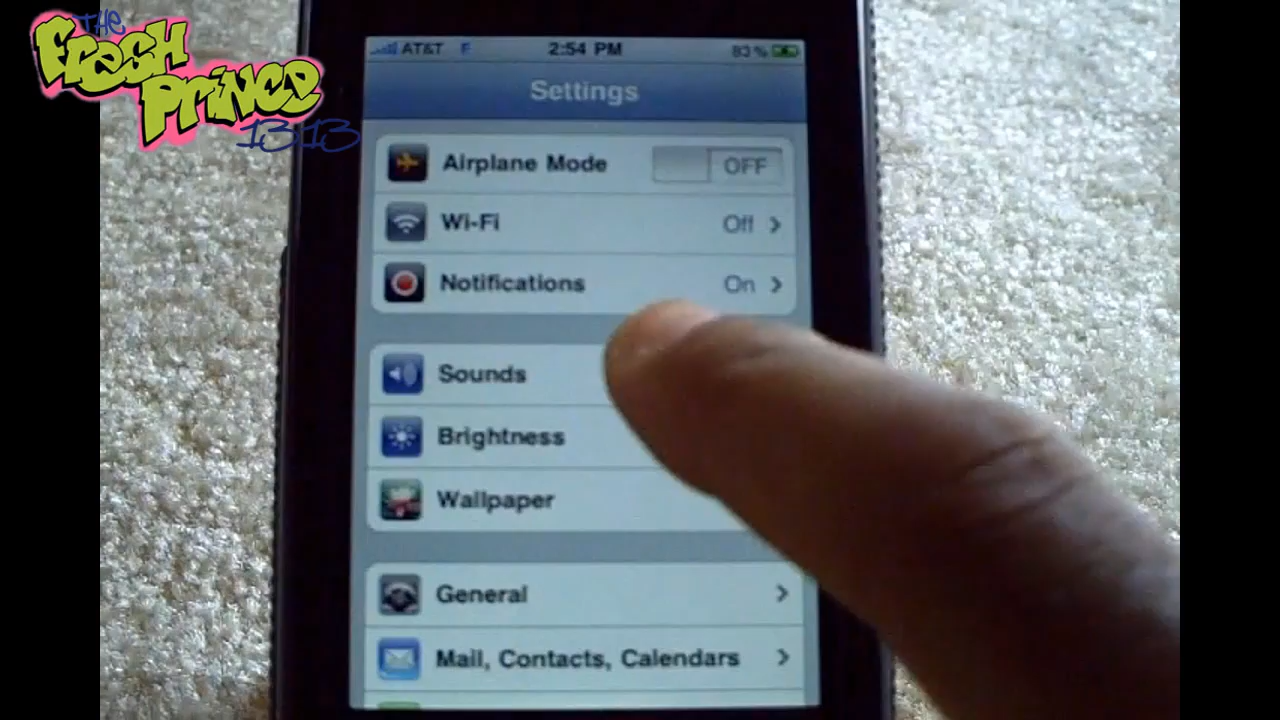 THE
Fresh
Prince
1313
AT&T
2:54 PM
83%
Settings
Airplane Mode OFF
Wi-Fi Off
Notifications On
Sounds
Brightness
Wallpaper
General
Mail, Contacts, Calendars